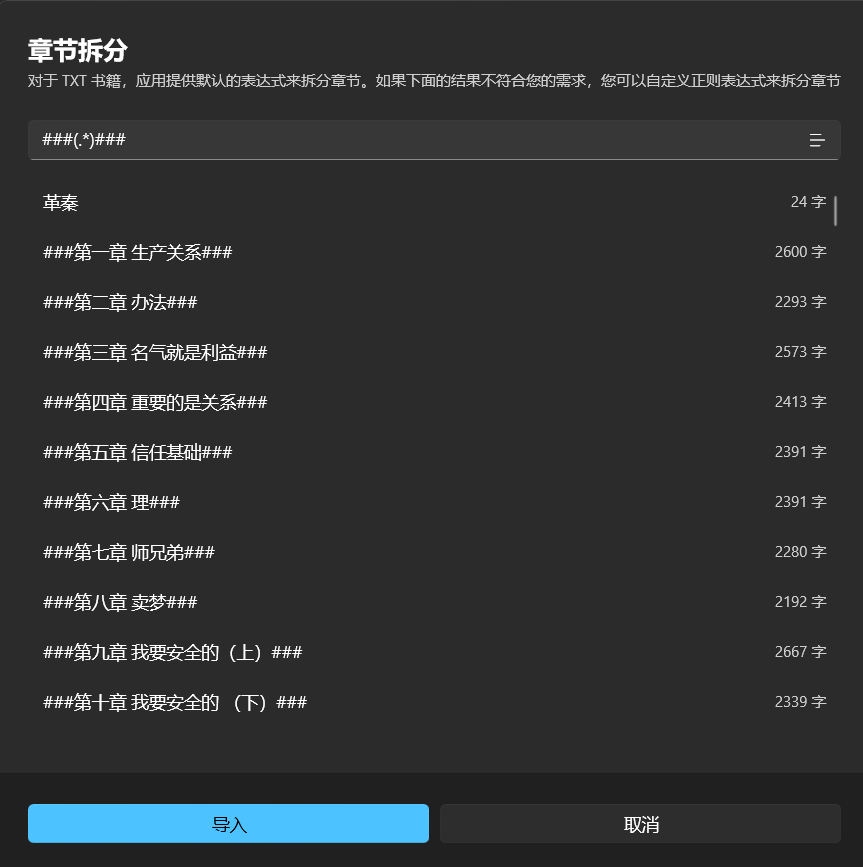 章节拆分
对于 TXT 书籍，应用提供默认的表达式来拆分章节。如果下面的结果不符合您的需求，您可以自定义正则表达式来拆分章节
###(.*)###
革秦 24 字
###第一章 生产关系### 2600 字
###第二章 办法### 2293 字
###第三章 名气就是利益### 2573 字
###第四章 重要的是关系### 2413 字
###第五章 信任基础### 2391 字
###第六章 理### 2391 字
###第七章 师兄弟### 2280 字
###第八章 卖梦### 2192 字
###第九章 我要安全的（上）### 2667 字
###第十章 我要安全的 （下）### 2339 字
导入 取消